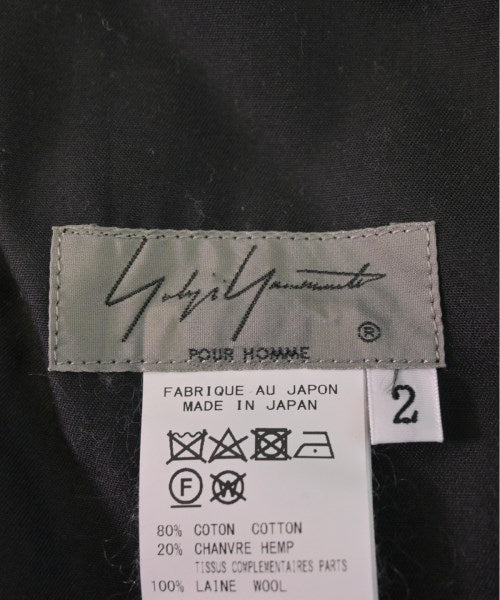 Yohji Yamamoto
®
POUR HOMME
2
FABRIQUE AU JAPON
MADE IN JAPAN
F W
80% COTON COTTON
20% CHANVRE HEMP
TISSUS COMPLEMENTAIRES PARTS
100% LAINE WOOL